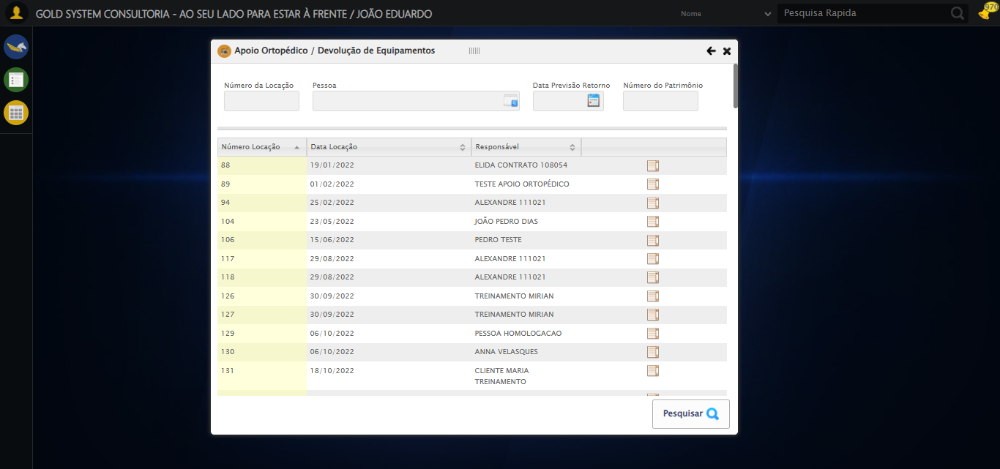 GOLD SYSTEM CONSULTORIA - AO SEU LADO PARA ESTAR À FRENTE / JOÃO EDUARDO
Nome
Pesquisa Rapida
970
Apoio Ortopédico / Devolução de Equipamentos
Número da Locação Pessoa Data Previsão Retorno Número do Patrimônio
Número Locação Data Locação Responsável
88 19/01/2022 ELIDA CONTRATO 108054
89 01/02/2022 TESTE APOIO ORTOPÉDICO
94 25/02/2022 ALEXANDRE 111021
104 23/05/2022 JOÃO PEDRO DIAS
106 15/06/2022 PEDRO TESTE
117 29/08/2022 ALEXANDRE 111021
118 29/08/2022 ALEXANDRE 111021
126 30/09/2022 TREINAMENTO MIRIAN
127 30/09/2022 TREINAMENTO MIRIAN
129 06/10/2022 PESSOA HOMOLOGACAO
130 06/10/2022 ANNA VELASQUES
131 18/10/2022 CLIENTE MARIA
TREINAMENTO
Pesquisar